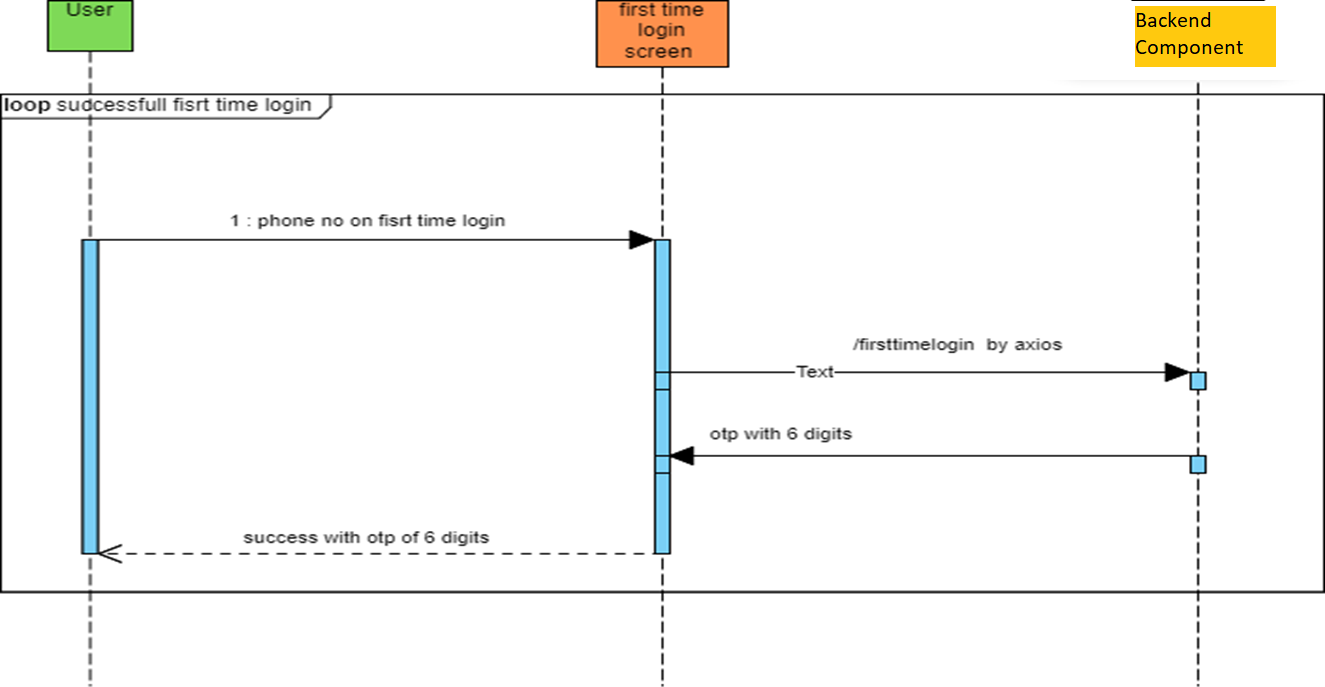 User
first time
login
screen
Backend
Component
loop sudcessfull fisrt time login
1 : phone no on fisrt time login
/firsttimelogin by axios
Text
otp with 6 digits
success with otp of 6 digits